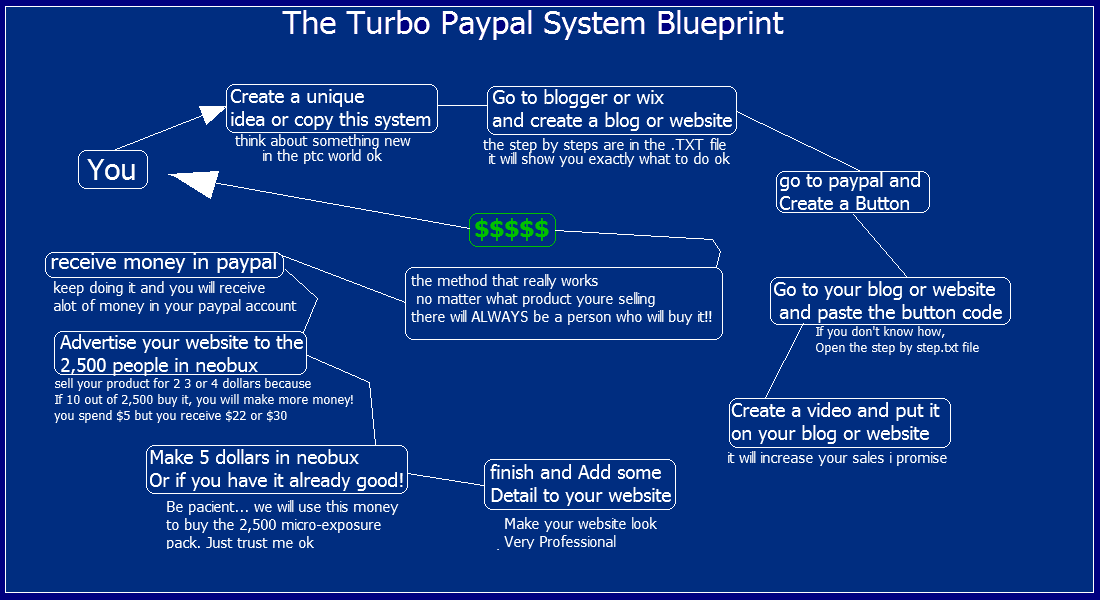 The Turbo Paypal System Blueprint
Create a unique
idea or copy this system
think about something new
in the ptc world ok
Go to blogger or wix
and create a blog or website
the step by steps are in the .TXT file
it will show you exactly what to do ok
You
go to paypal and
Create a Button
$$$$$
receive money in paypal
keep doing it and you will receive
alot of money in your paypal account
the method that really works
no matter what product youre selling
there will ALWAYS be a person who will buy it!!
Go to your blog or website
and paste the button code
If you don't know how,
Open the step by step.txt file
Advertise your website to the
2,500 people in neobux
sell your product for 2 3 or 4 dollars because
If 10 out of 2,500 buy it, you will make more money!
you spend $5 but you receive $22 or $30
Create a video and put it
on your blog or website
it will increase your sales i promise
Make 5 dollars in neobux
Or if you have it already good!
Be pacient... we will use this money
to buy the 2,500 micro-exposure
pack. Just trust me ok
finish and Add some
Detail to your website
Make your website look
Very Professional